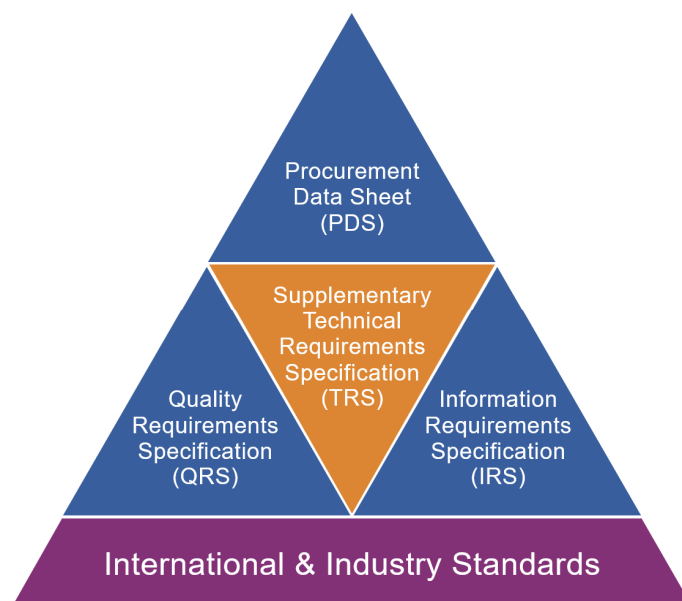 Procurement
Data Sheet
(PDS)
Supplementary
Technical
Requirements
Specification
(TRS)
Quality
Requirements
Specification
(QRS)
Information
Requirements
Specification
(IRS)
International & Industry Standards